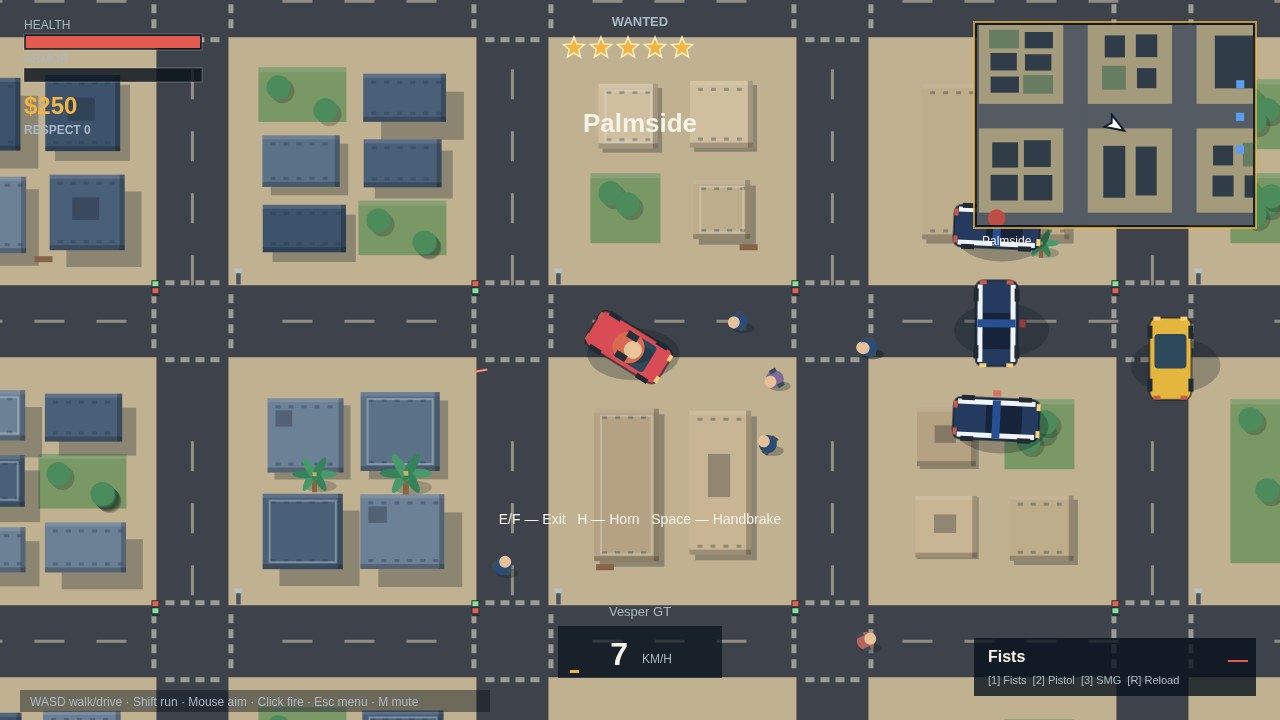 HEALTH
WANTED
$250
RESPECT 0
Palmside
Palmside
E/F — Exit H — Horn Space — Handbrake
Vesper GT
7 KM/H
Fists
[1] Fists [2] Pistol [3] SMG [R] Reload
WASD walk/drive · Shift run · Mouse aim · Click fire · Esc menu · M mute